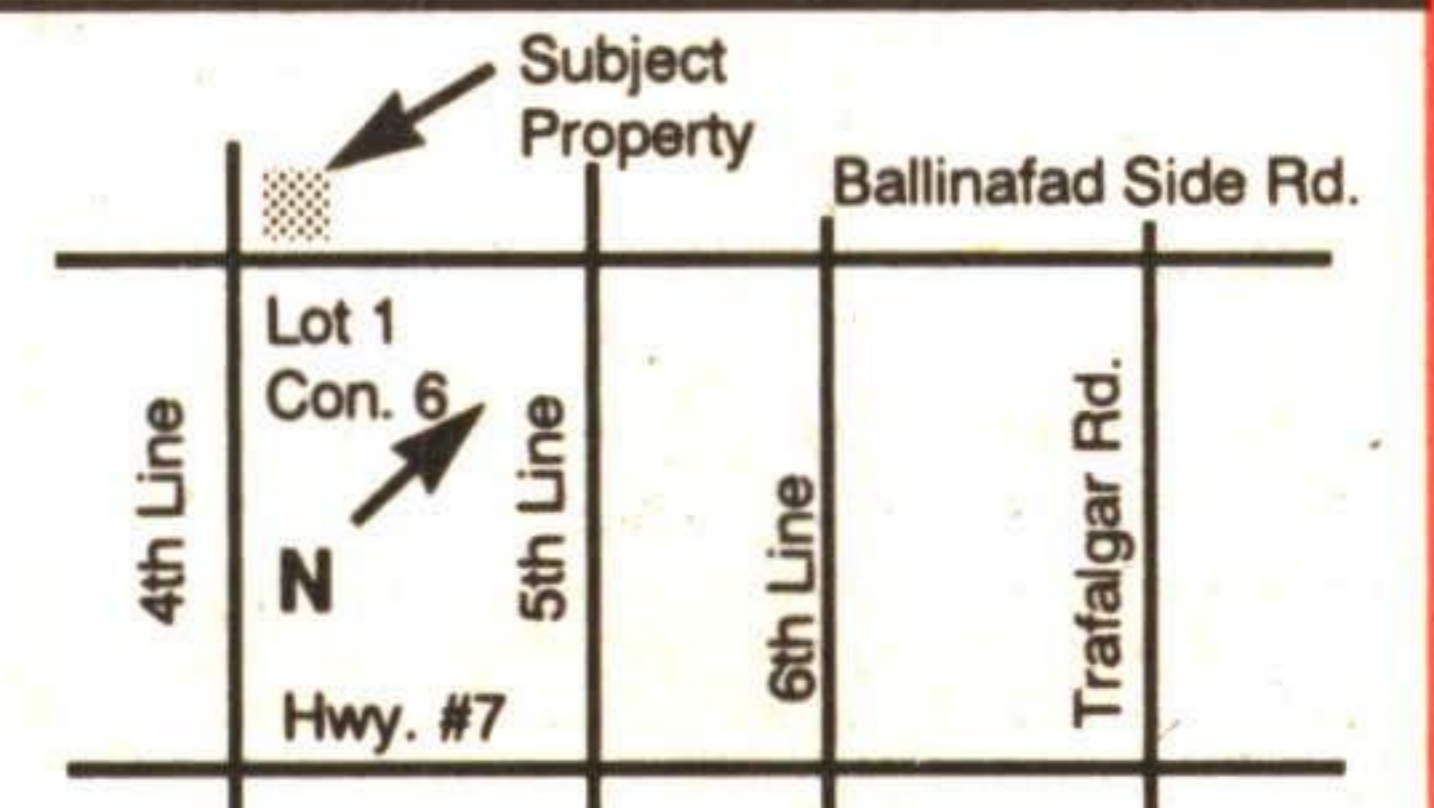 Subject
Property
Ballinafad Side Rd.
Lot 1
Con. 6
4th Line
5th Line
6th Line
Trafalgar Rd.
N
Hwy. #7